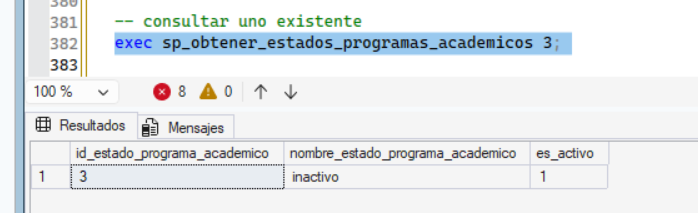 380
381 -- consultar uno existente
382 exec sp_obtener_estados_programas_academicos 3;
383
100 % 8 0
Resultados Mensajes
id_estado_programa_academico nombre_estado_programa_academico es_activo
1 3 inactivo 1